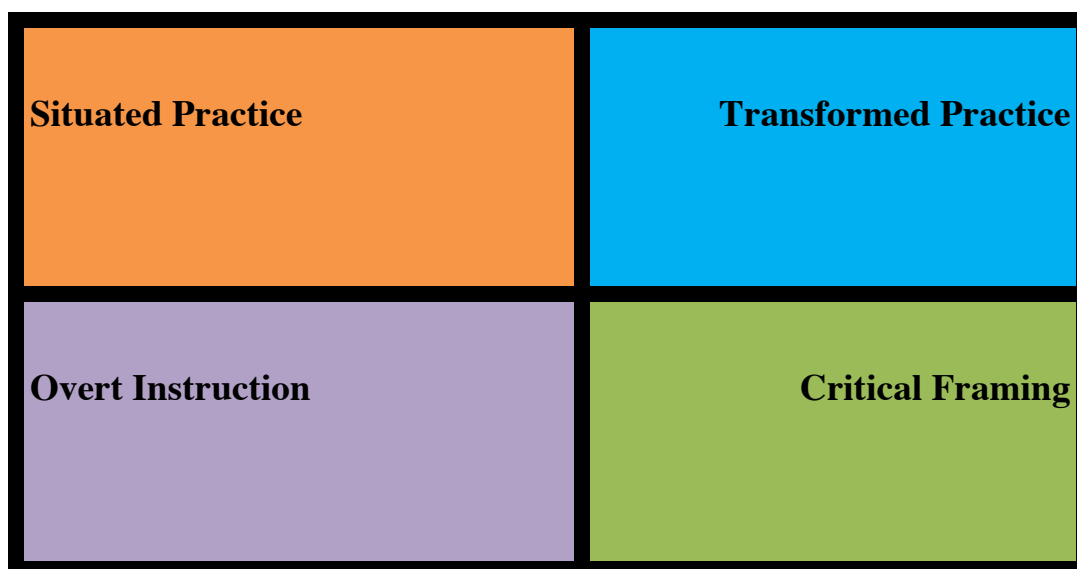 Situated Practice
Transformed Practice
Overt Instruction
Critical Framing